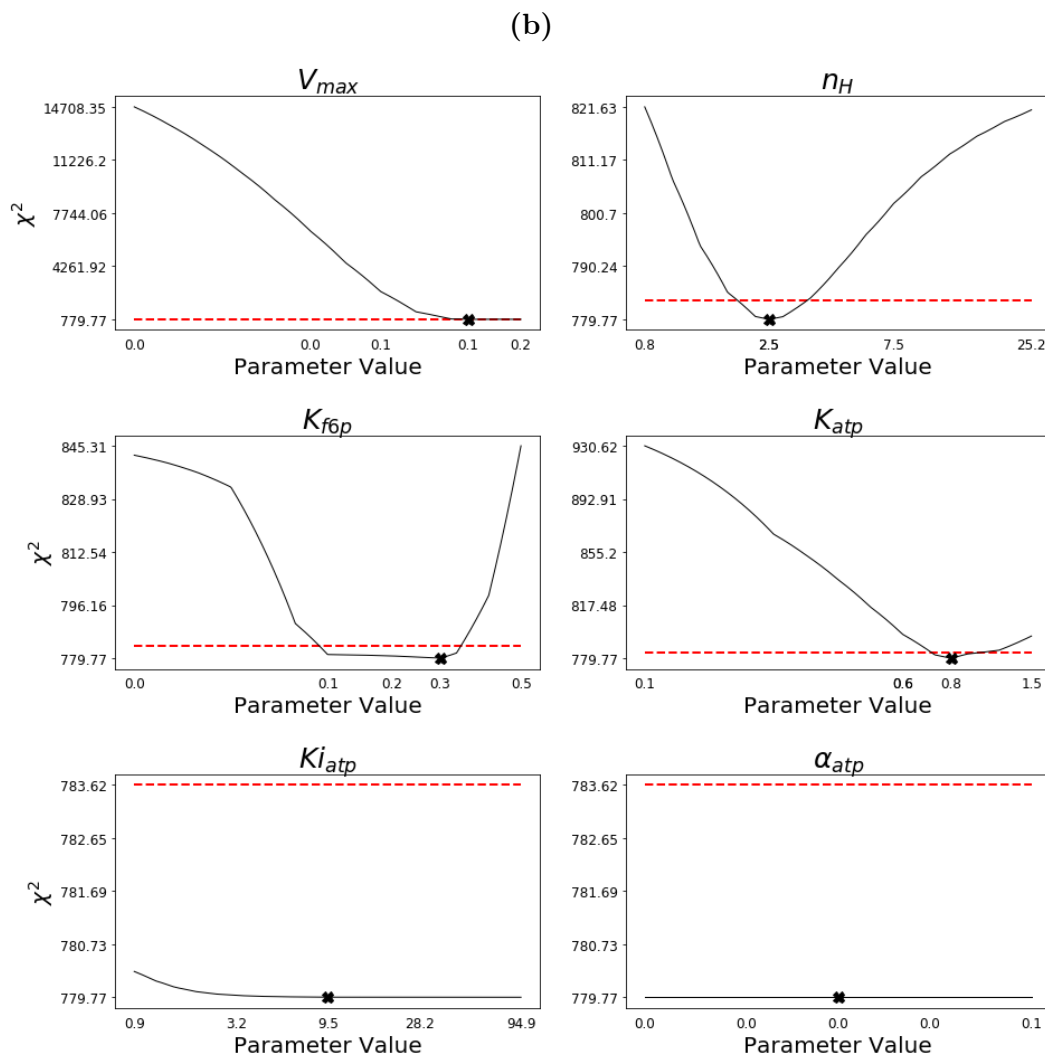 (b)
V_max
14708.35
11226.2
7744.06
4261.92
779.77
χ²
0.0 0.0 0.1 0.1 0.2
Parameter Value
n_H
821.63
811.17
800.7
790.24
779.77
0.8 2.5 7.5 25.2
Parameter Value
K_f6p
845.31
828.93
812.54
796.16
779.77
χ²
0.0 0.1 0.2 0.3 0.5
Parameter Value
K_atp
930.62
892.91
855.2
817.48
779.77
0.1 0.6 0.8 1.5
Parameter Value
Ki_atp
783.62
782.65
781.69
780.73
779.77
χ²
0.9 3.2 9.5 28.2 94.9
Parameter Value
α_atp
783.62
782.65
781.69
780.73
779.77
0.0 0.0 0.0 0.0 0.1
Parameter Value